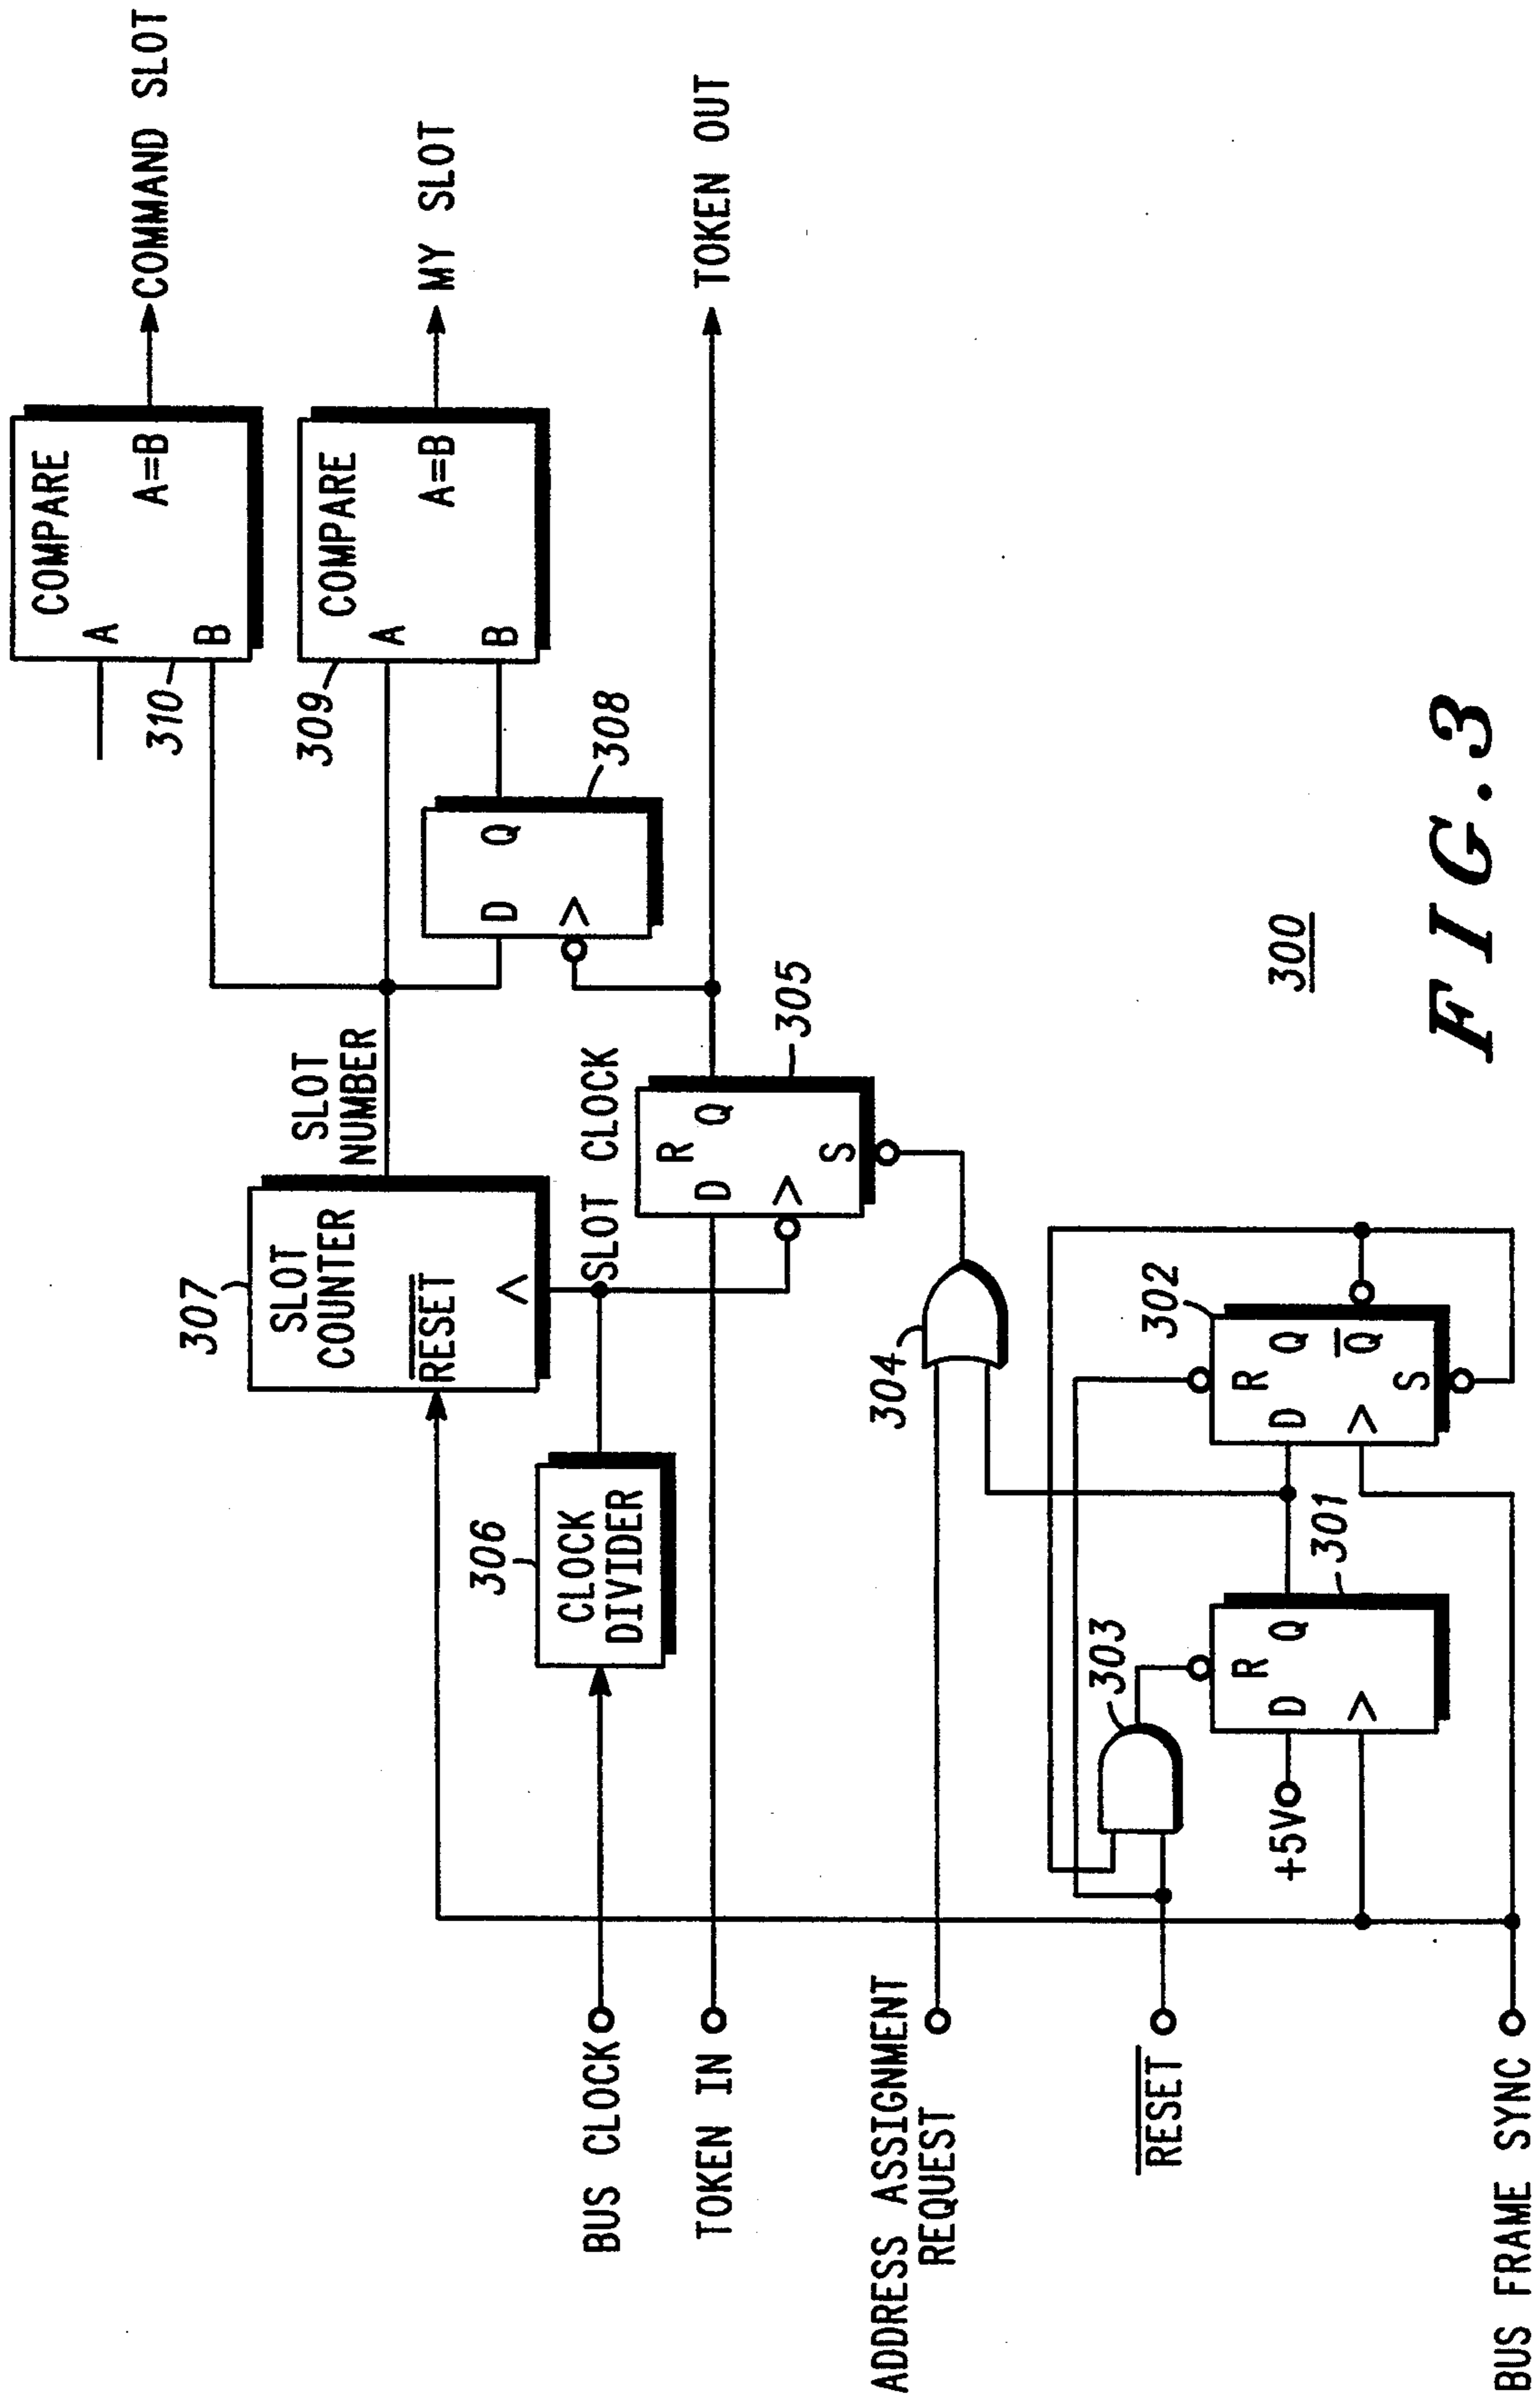 COMMAND SLOT
COMPARE
A
A=B
B
310
MY SLOT
COMPARE
A
A=B
B
309
SLOT
NUMBER
307
SLOT
COUNTER
RESET
>
D Q
>
308
306
CLOCK
DIVIDER
SLOT CLOCK
BUS CLOCK
TOKEN IN
R
D Q
>
S
305
TOKEN OUT
ADDRESS ASSIGNMENT
REQUEST
304
RESET
303
+5V
R
D Q
>
301
302
R
D Q
> Q
S
BUS FRAME SYNC
300
FIG.3